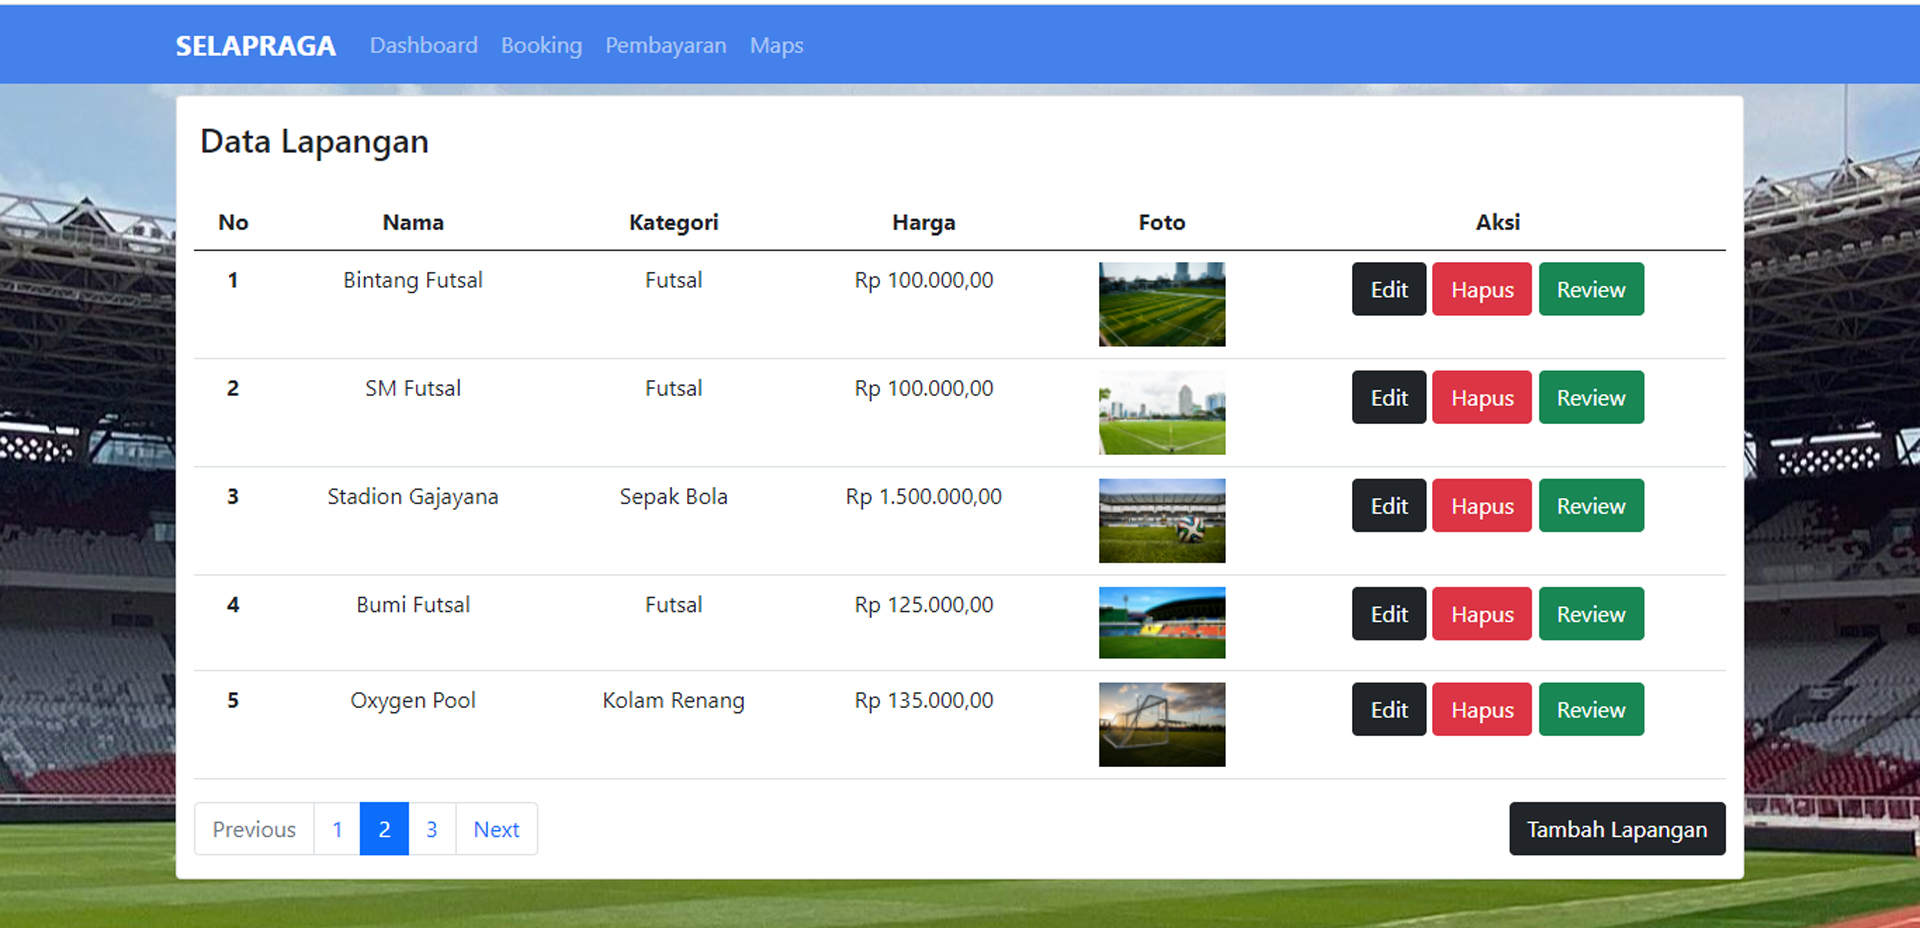 SELAPRAGA Dashboard Booking Pembayaran Maps
Data Lapangan
No Nama Kategori Harga Foto Aksi
1 Bintang Futsal Futsal Rp 100.000,00 Edit Hapus Review
2 SM Futsal Futsal Rp 100.000,00 Edit Hapus Review
3 Stadion Gajayana Sepak Bola Rp 1.500.000,00 Edit Hapus Review
4 Bumi Futsal Futsal Rp 125.000,00 Edit Hapus Review
5 Oxygen Pool Kolam Renang Rp 135.000,00 Edit Hapus Review
Previous 1 2 3 Next Tambah Lapangan